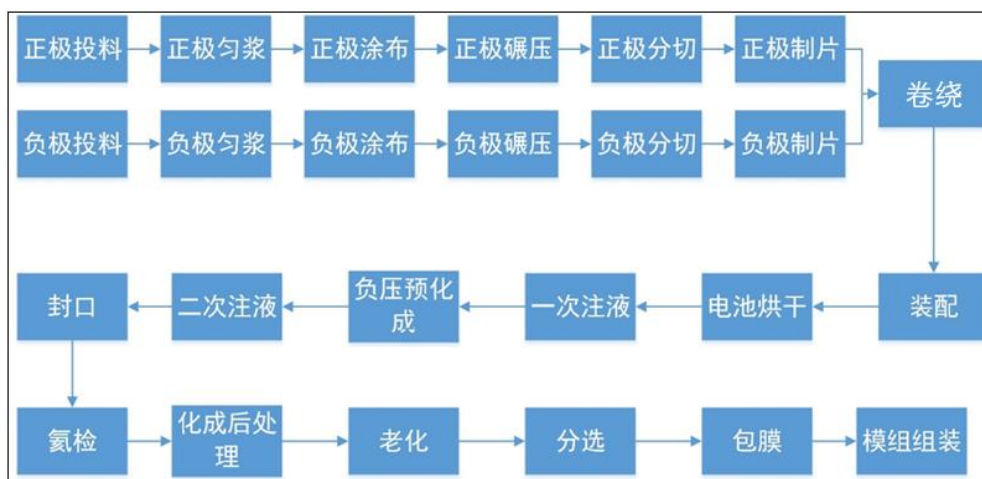 正极投料
正极匀浆
正极涂布
正极碾压
正极分切
正极制片
卷绕
负极投料
负极匀浆
负极涂布
负极碾压
负极分切
负极制片
封口
二次注液
负压预化
成
一次注液
电池烘干
装配
氦检
化成后处
理
老化
分选
包膜
模组组装